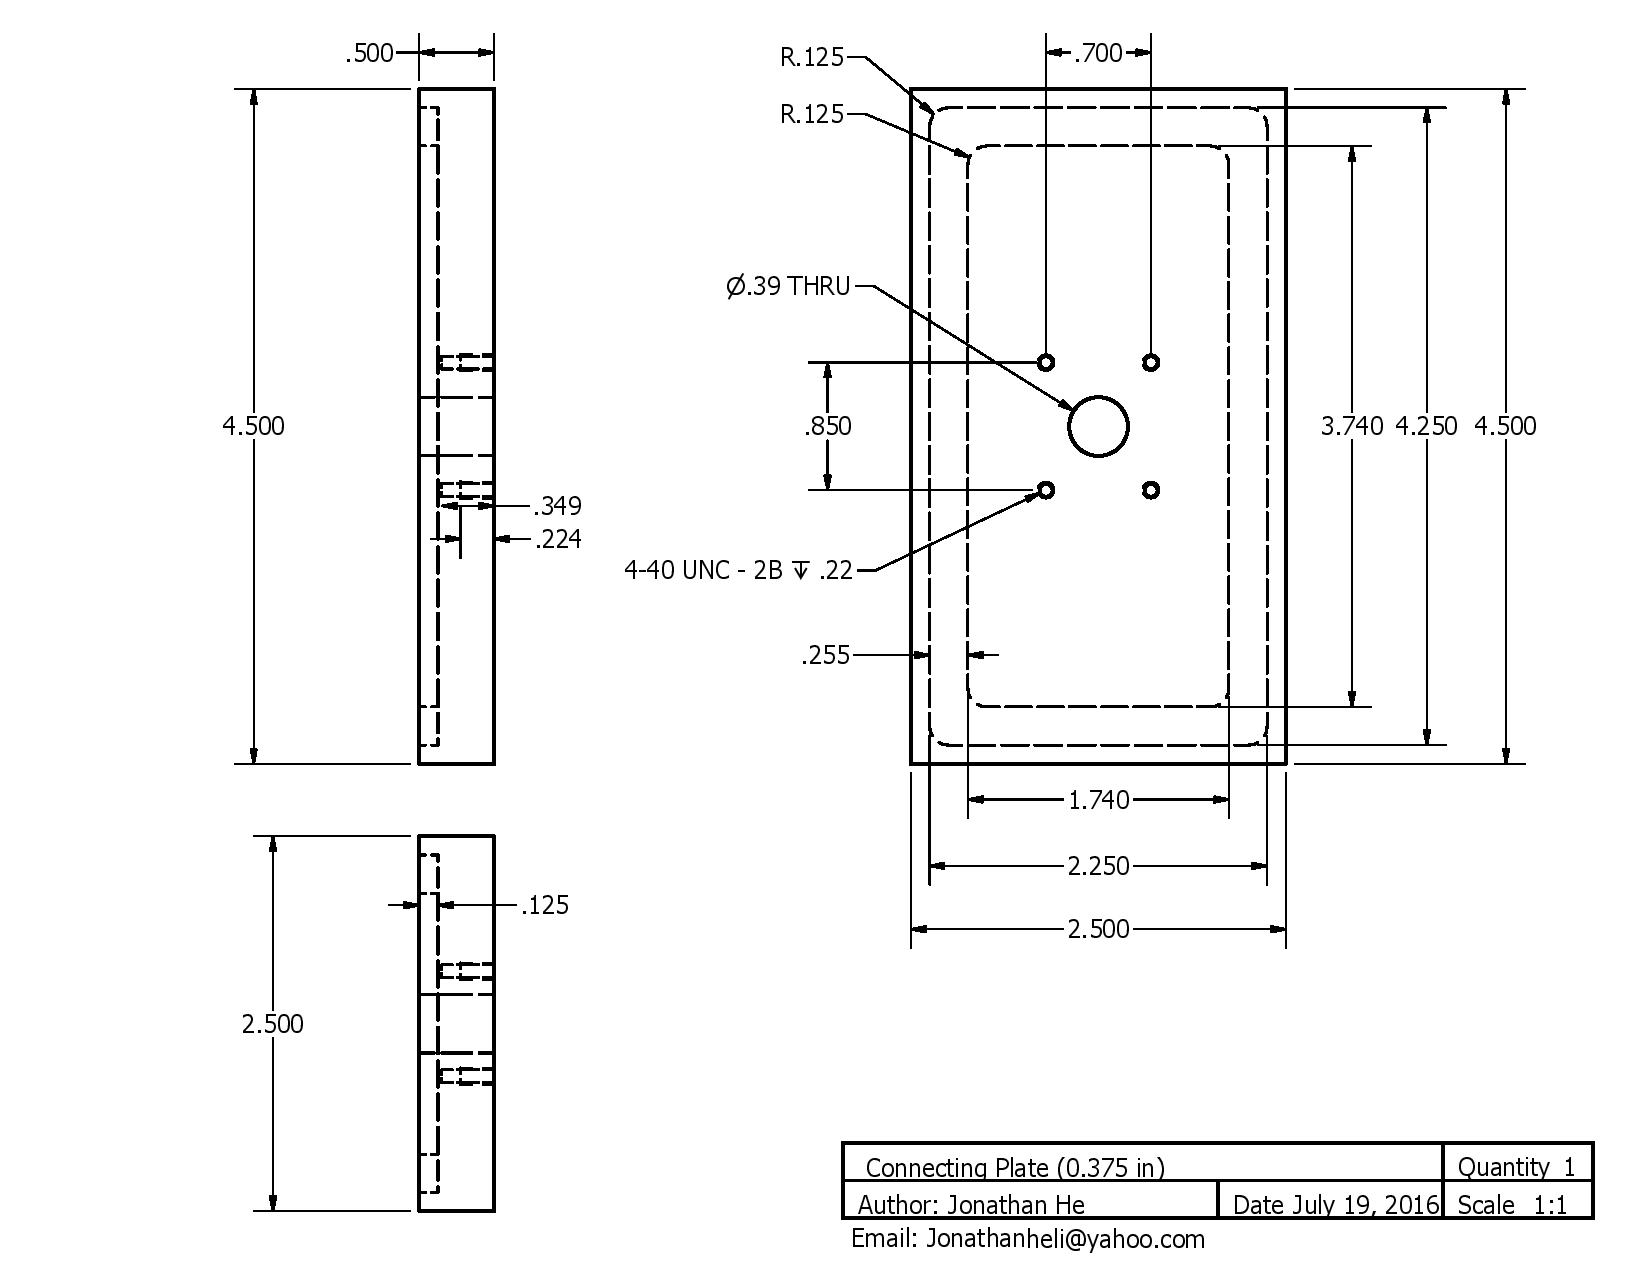 .500
R.125
.700
R.125
Ø.39 THRU
4.500
.850
3.740
4.250
4.500
.349
.224
4-40 UNC - 2B ↧ .22
.255
1.740
2.250
.125
2.500
2.500
Connecting Plate (0.375 in)
Quantity 1
Author: Jonathan He
Date July 19, 2016
Scale 1:1
Email: Jonathanheli@yahoo.com